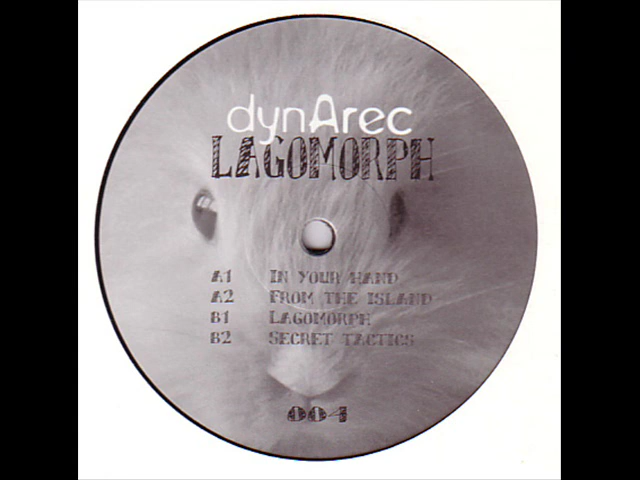 dynArec
LAGOMORPH
A1 IN YOUR HAND
A2 FROM THE ISLAND
B1 LAGOMORPH
B2 SECRET TACTICS
004